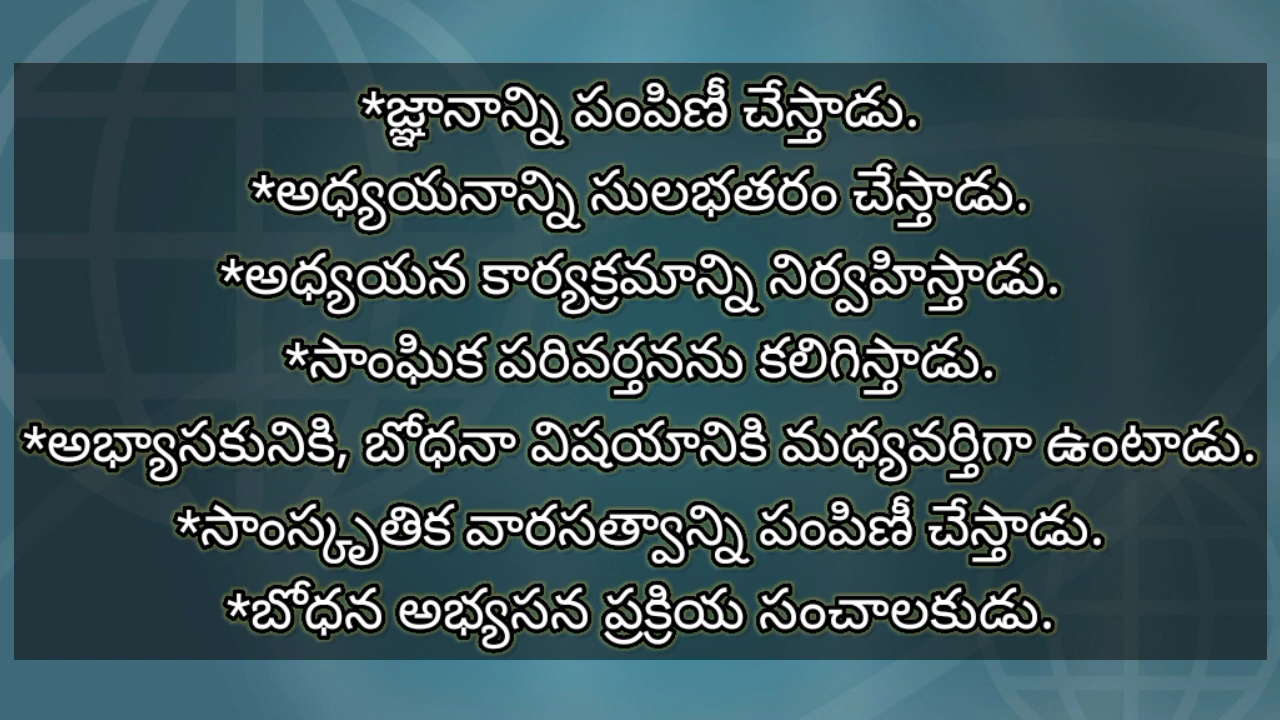 *జ్ఞానాన్ని పంపిణీ చేస్తాడు.
*అధ్యయనాన్ని సులభతరం చేస్తాడు.
*అధ్యయన కార్యక్రమాన్ని నిర్వహిస్తాడు.
*సాంఘిక పరివర్తనను కలిగిస్తాడు.
*అభ్యాసకునికి, బోధనా విషయానికి మధ్యవర్తిగా ఉంటాడు.
*సాంస్కృతిక వారసత్వాన్ని పంపిణీ చేస్తాడు.
*బోధన అభ్యసన ప్రక్రియ సంచాలకుడు.